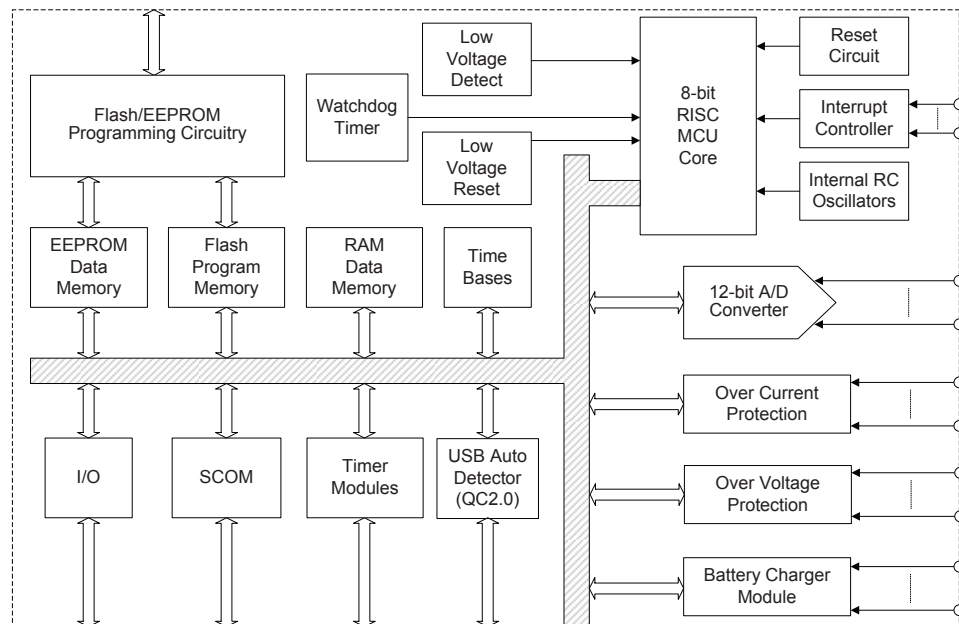 Flash/EEPROM
Programming Circuitry
Watchdog
Timer
Low
Voltage
Detect
Low
Voltage
Reset
8-bit
RISC
MCU
Core
Reset
Circuit
Interrupt
Controller
Internal RC
Oscillators
EEPROM
Data
Memory
Flash
Program
Memory
RAM
Data
Memory
Time
Bases
12-bit A/D
Converter
Over Current
Protection
I/O
SCOM
Timer
Modules
USB Auto
Detector
(QC2.0)
Over Voltage
Protection
Battery Charger
Module